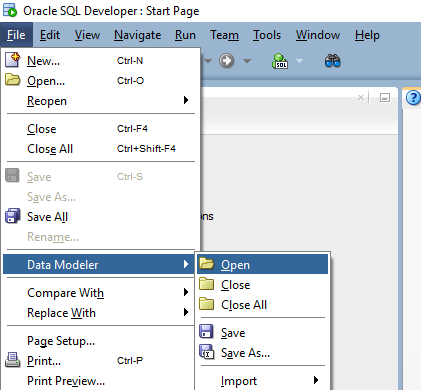 Oracle SQL Developer : Start Page
File Edit View Navigate Run Team Tools Window Help
New... Ctrl-N
Open... Ctrl-O
Reopen
Close Ctrl-F4
Close All Ctrl+Shift-F4
Save Ctrl-S
Save As...
Save All
ons
Rename...
Data Modeler
Open
Close
Compare With
Close All
Replace With
Save
Page Setup...
Save As...
Print... Ctrl-P
Print Preview...
Import